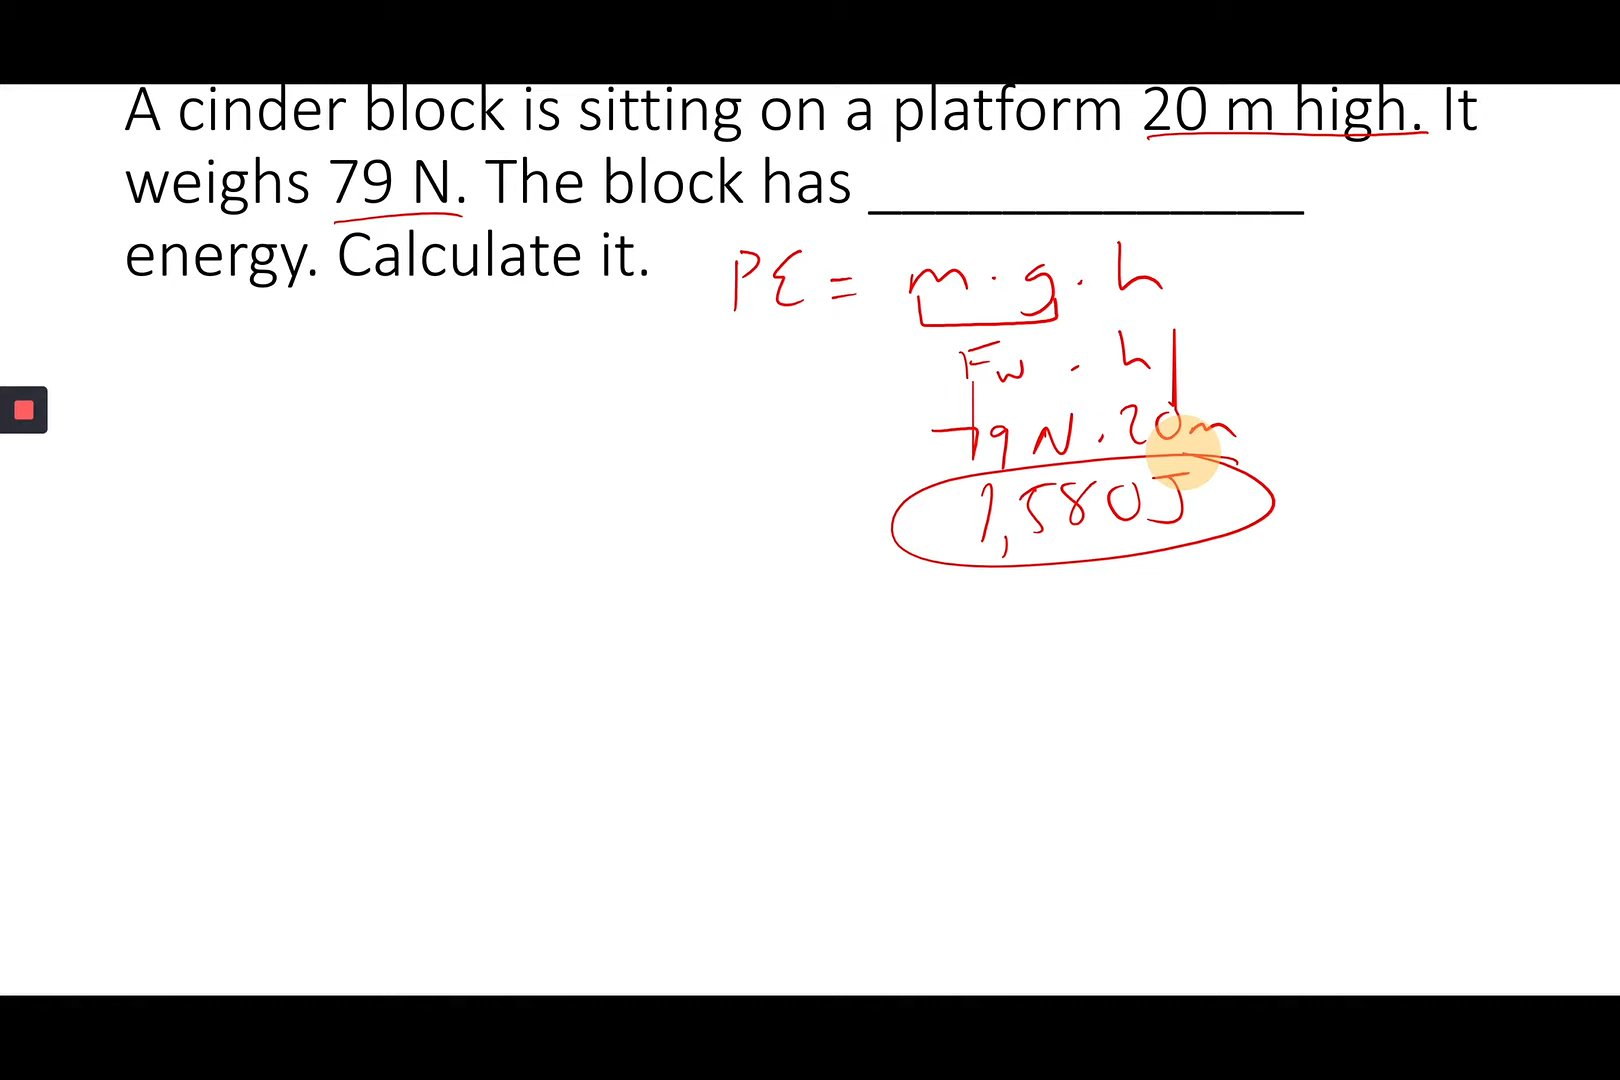 A cinder block is sitting on a platform 20 m high. It
weighs 79 N. The block has ______________
energy. Calculate it.
PE = m · g · h
Fw · h
79 N · 20m
1,580J